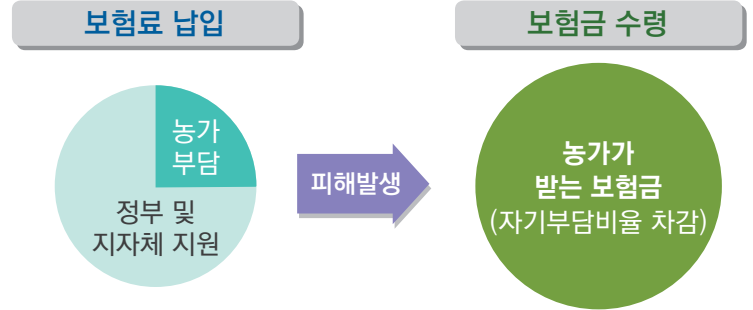 보험료 납입
보험금 수령
농가
부담
정부 및
지자체 지원
피해발생
농가가
받는 보험금
(자기부담비율 차감)